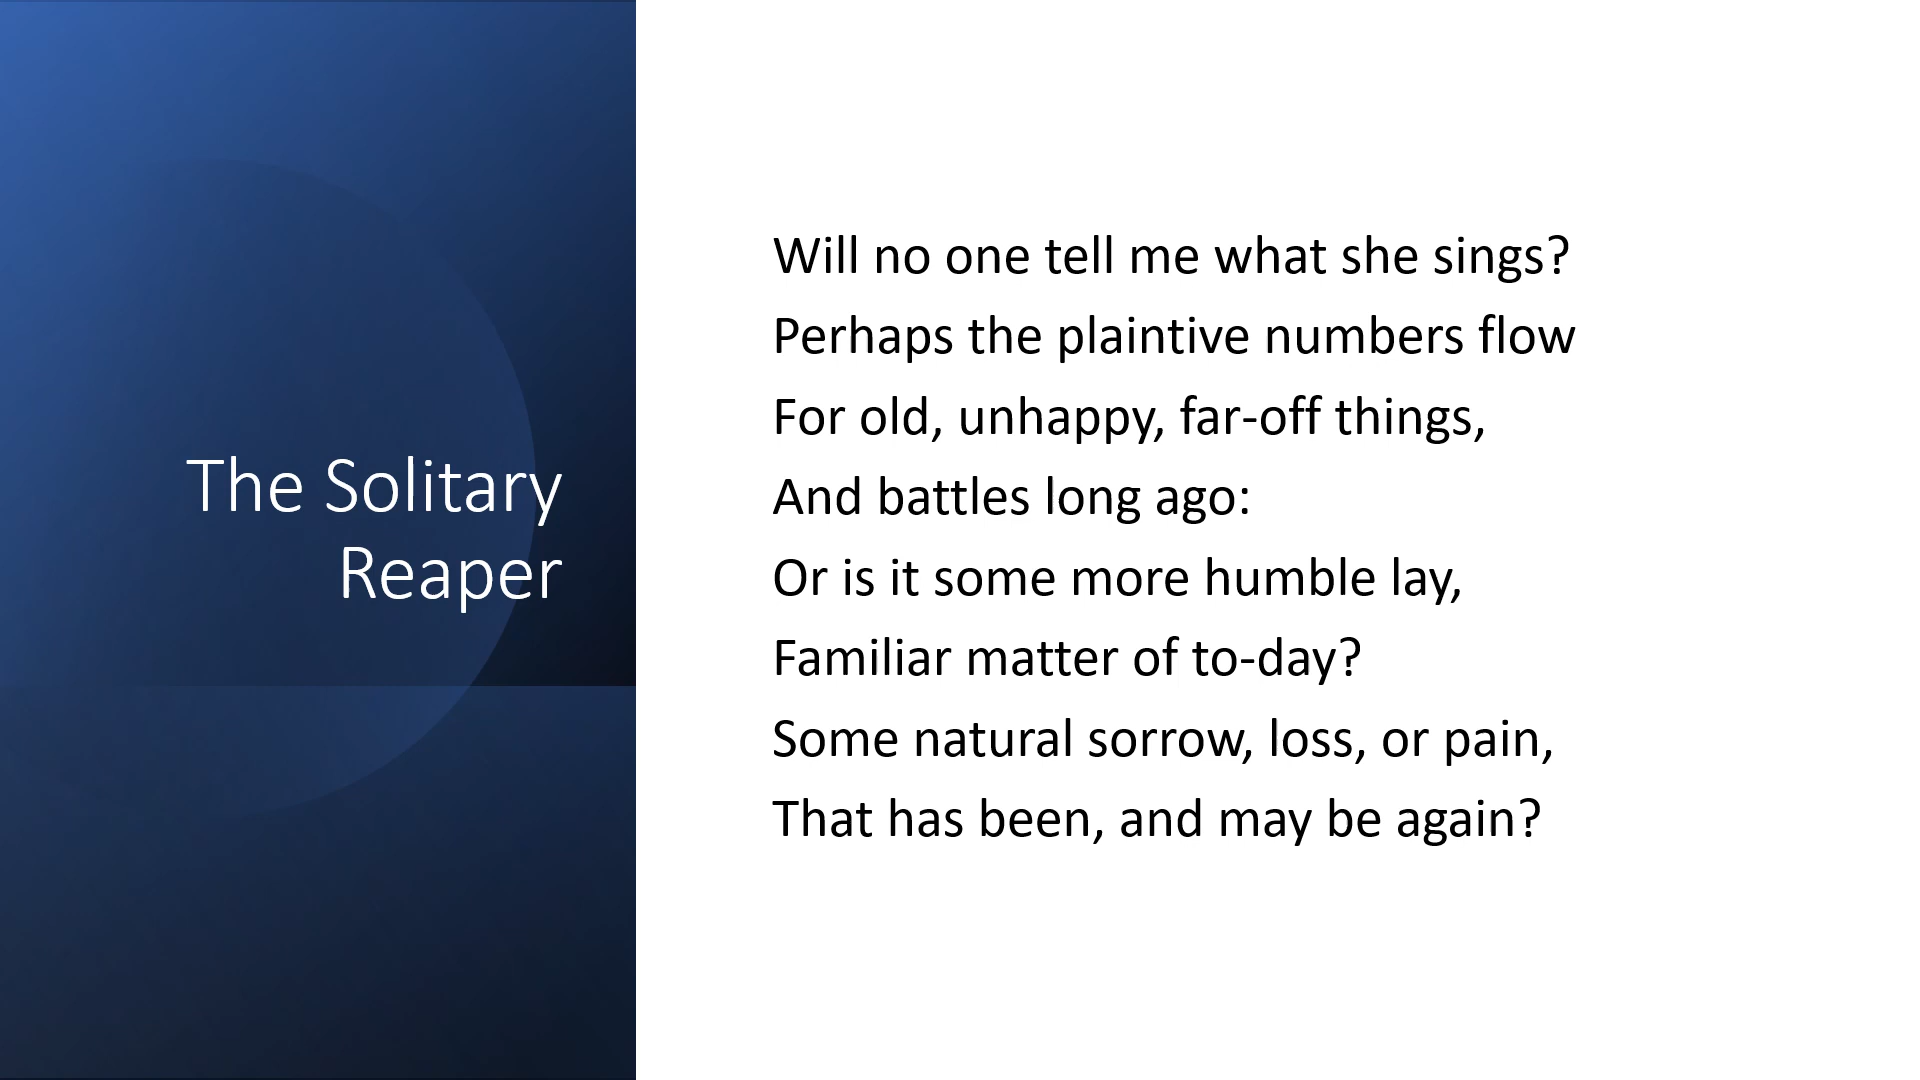 The Solitary
Reaper
Will no one tell me what she sings?
Perhaps the plaintive numbers flow
For old, unhappy, far-off things,
And battles long ago:
Or is it some more humble lay,
Familiar matter of to-day?
Some natural sorrow, loss, or pain,
That has been, and may be again?